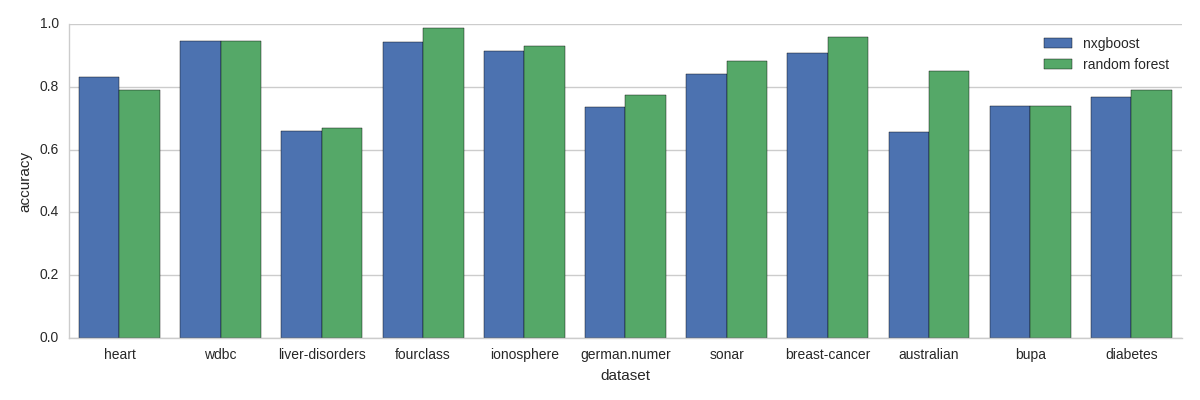 1.0
0.8
0.6
0.4
0.2
0.0
accuracy
nxgboost
random forest
heart wdbc liver-disorders fourclass ionosphere german.numer sonar breast-cancer australian bupa diabetes
dataset